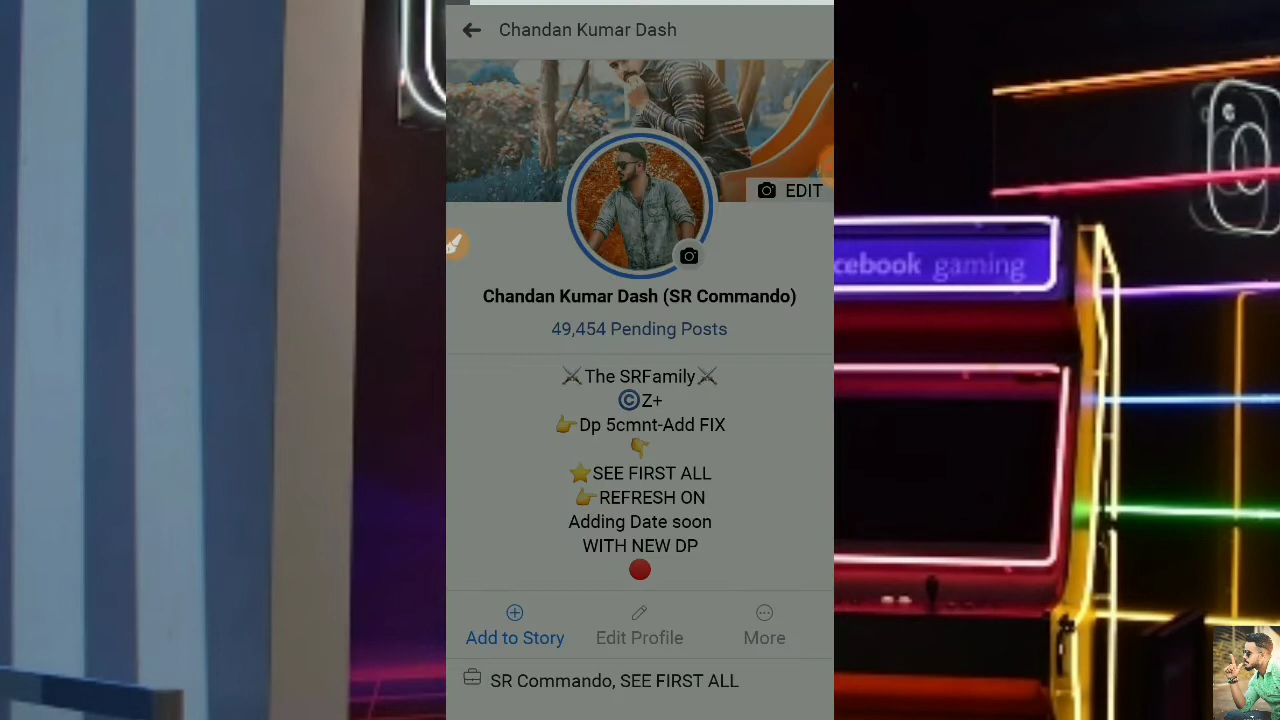 Chandan Kumar Dash
EDIT
Chandan Kumar Dash (SR Commando)
49,454 Pending Posts
⚔The SRFamily⚔
©Z+
👉Dp 5cmnt-Add FIX
👇
⭐SEE FIRST ALL
👉REFRESH ON
Adding Date soon
WITH NEW DP
🔴
Add to Story
Edit Profile
More
SR Commando, SEE FIRST ALL
cebook gaming